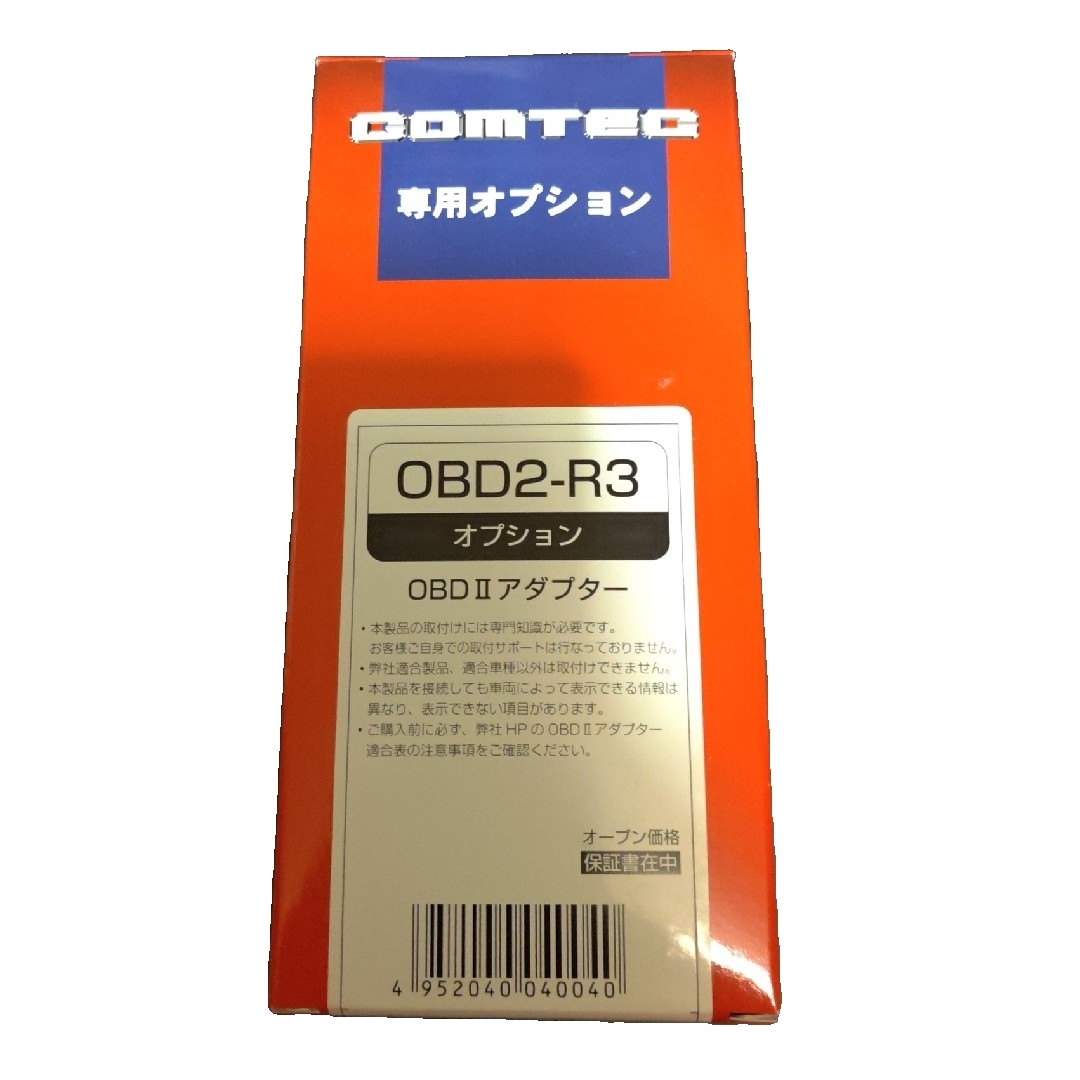 COMTEC
専用オプション
OBD2-R3
オプション
OBDⅡアダプター
・本製品の取付けには専門知識が必要です。
お客様ご自身での取付サポートは行なっておりません。
・弊社適合製品、適合車種以外は取付けできません。
・本製品を接続しても車両によって表示できる情報は
異なり、表示できない項目があります。
・ご購入前に必ず、弊社HPのOBDⅡアダプター
適合表の注意事項をご確認ください。
オープン価格
保証書在中
4 952040 040040